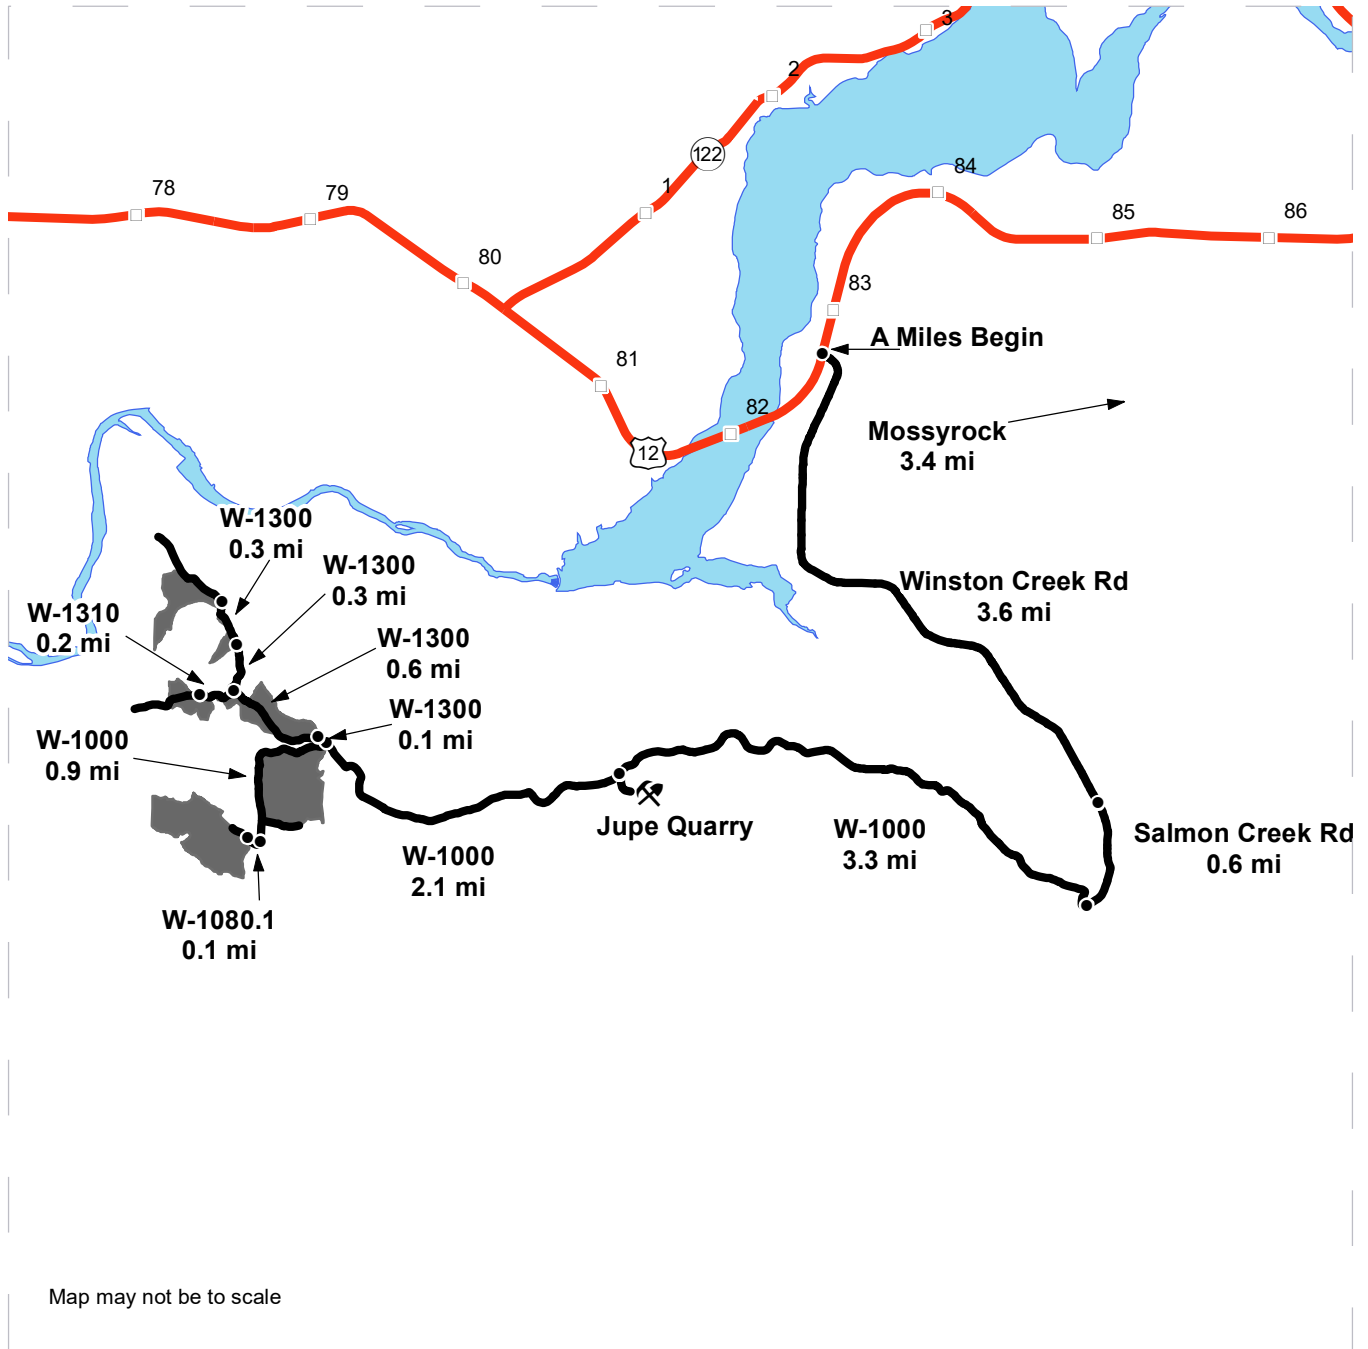 3
2
122
84
78
79
1
85
86
80
83
A Miles Begin
81
82
Mossyrock
3.4 mi
12
W-1300
0.3 mi
W-1300
0.3 mi
Winston Creek Rd
3.6 mi
W-1310
0.2 mi
W-1300
0.6 mi
W-1300
0.1 mi
W-1000
0.9 mi
Jupe Quarry
W-1000
3.3 mi
Salmon Creek Rd
0.6 mi
W-1000
2.1 mi
W-1080.1
0.1 mi
Map may not be to scale